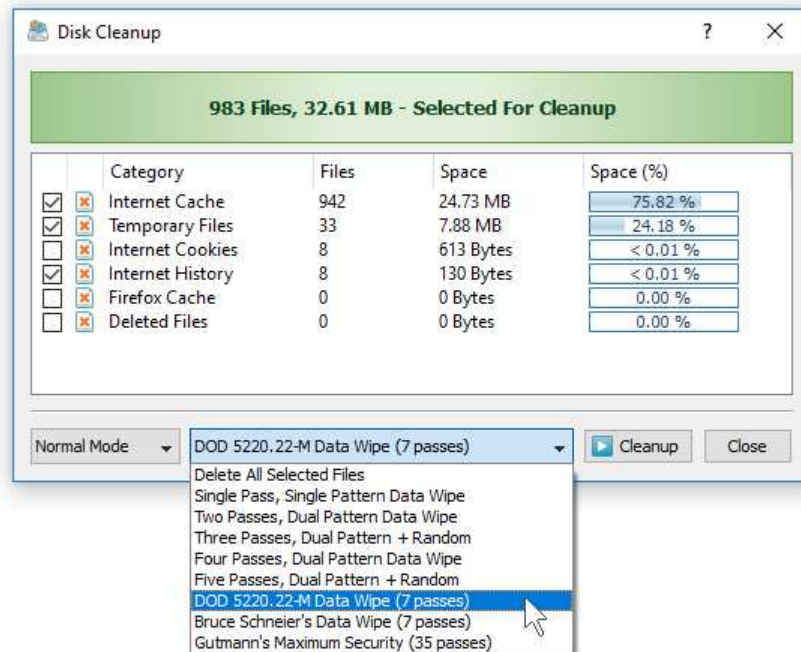 Disk Cleanup ?
983 Files, 32.61 MB - Selected For Cleanup
Category Files Space Space (%)
Internet Cache 942 24.73 MB 75.82 %
Temporary Files 33 7.88 MB 24.18 %
Internet Cookies 8 613 Bytes < 0.01 %
Internet History 8 130 Bytes < 0.01 %
Firefox Cache 0 0 Bytes 0.00 %
Deleted Files 0 0 Bytes 0.00 %
Normal Mode DOD 5220.22-M Data Wipe (7 passes) Cleanup Close
Delete All Selected Files
Single Pass, Single Pattern Data Wipe
Two Passes, Dual Pattern Data Wipe
Three Passes, Dual Pattern + Random
Four Passes, Dual Pattern Data Wipe
Five Passes, Dual Pattern + Random
DOD 5220.22-M Data Wipe (7 passes)
Bruce Schneier's Data Wipe (7 passes)
Gutmann's Maximum Security (35 passes)